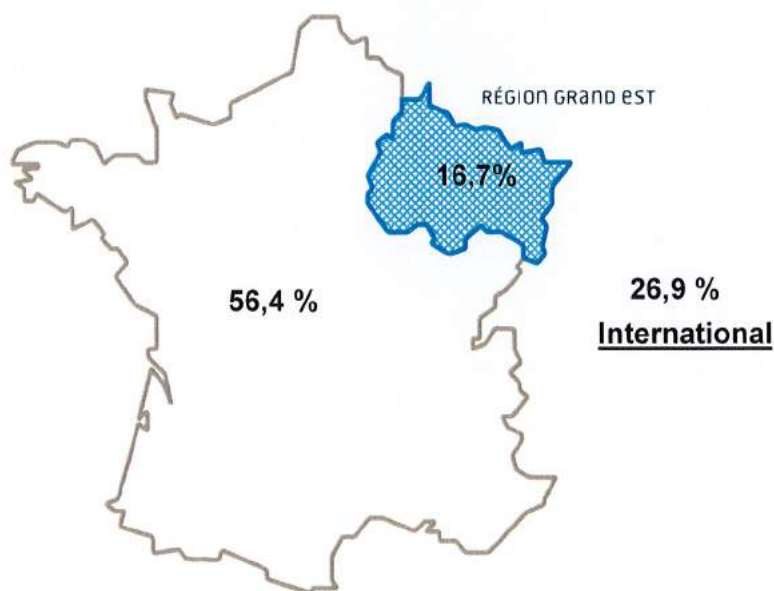 RÉGION GRAND EST
16,7%
56,4 %
26,9 %
International